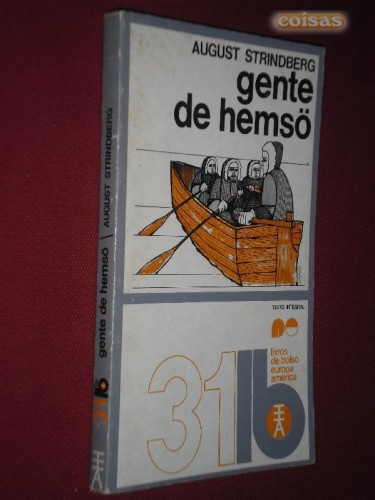 coisas
AUGUST STRINDBERG
gente
de hemsö
TEXTO INTEGRAL
31
lb
livros
de bolso
europa
américa
gente de hemsö / AUGUST STRINDBERG
lb